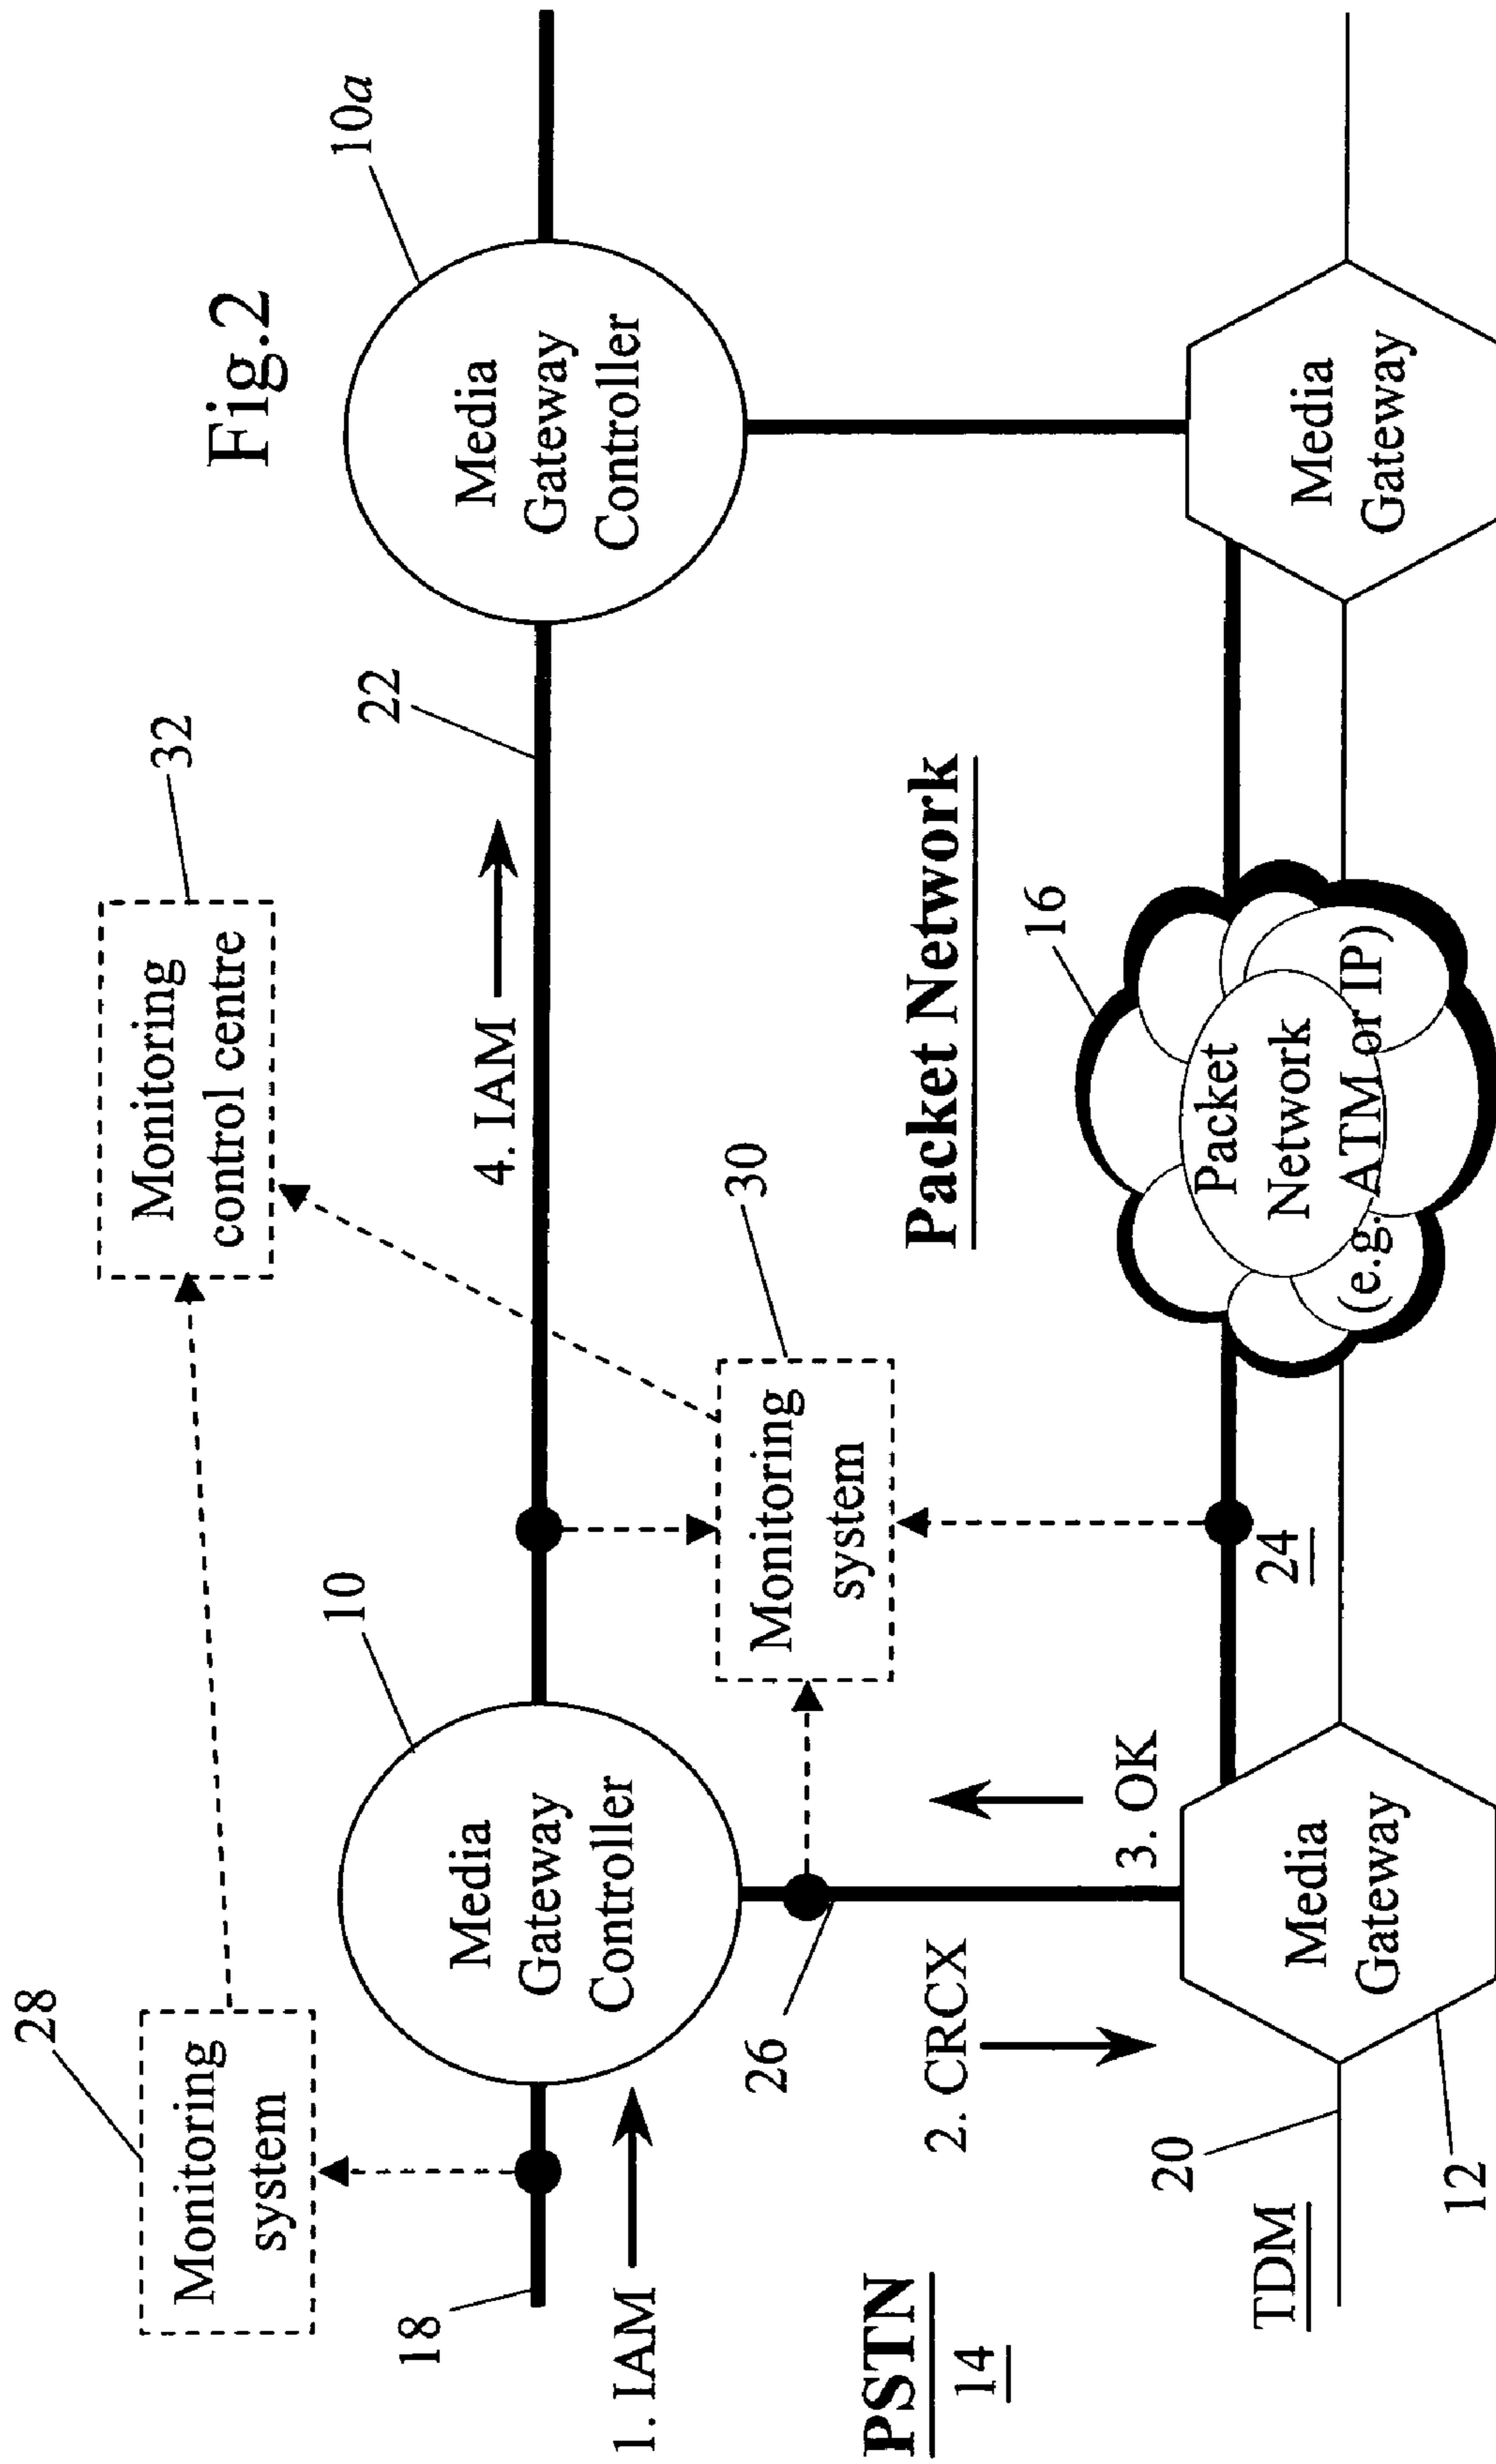 Fig.2
28
Monitoring
system
32
Monitoring
control centre
18
1. IAM
10
Media
Gateway
Controller
4. IAM
22
10a
Media
Gateway
Controller
30
Monitoring
system
26
2. CRCX
3. OK
PSTN
14
Packet Network
16
Packet
Network
(e.g. ATM or IP)
24
TDM
20
12
Media
Gateway
Media
Gateway